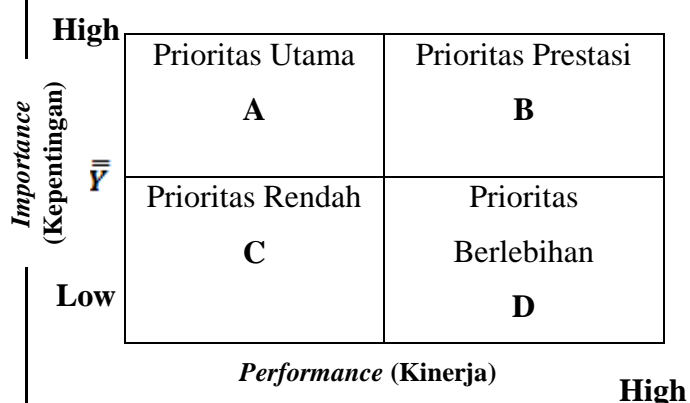 High
Prioritas Utama
A
Prioritas Prestasi
B
Importance
(Kepentingan)
Y
Prioritas Rendah
C
Prioritas
Berlebihan
D
Low
Performance (Kinerja)
High